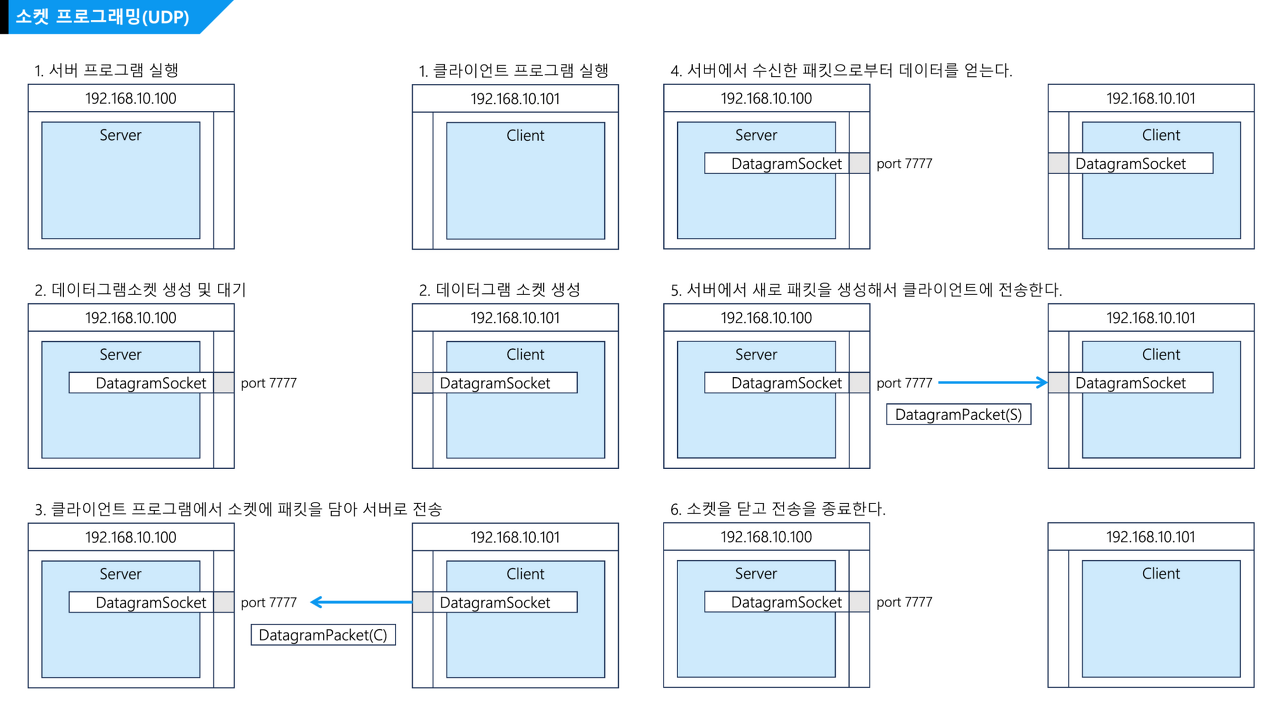 소켓 프로그래밍(UDP)
1. 서버 프로그램 실행
192.168.10.100
Server
1. 클라이언트 프로그램 실행
192.168.10.101
Client
2. 데이터그램소켓 생성 및 대기
192.168.10.100
Server
DatagramSocket
port 7777
2. 데이터그램 소켓 생성
192.168.10.101
Client
DatagramSocket
3. 클라이언트 프로그램에서 소켓에 패킷을 담아 서버로 전송
192.168.10.100
Server
DatagramSocket
port 7777
DatagramPacket(C)
192.168.10.101
Client
DatagramSocket
4. 서버에서 수신한 패킷으로부터 데이터를 얻는다.
192.168.10.100
Server
DatagramSocket
port 7777
192.168.10.101
Client
DatagramSocket
5. 서버에서 새로 패킷을 생성해서 클라이언트에 전송한다.
192.168.10.100
Server
DatagramSocket
port 7777
DatagramPacket(S)
192.168.10.101
Client
DatagramSocket
6. 소켓을 닫고 전송을 종료한다.
192.168.10.100
Server
DatagramSocket
port 7777
192.168.10.101
Client